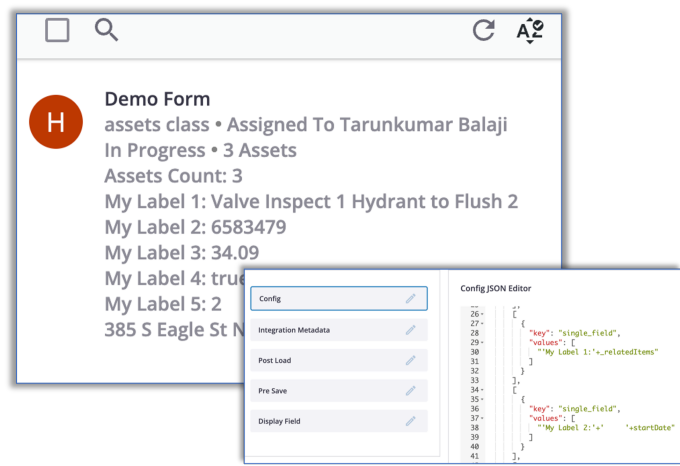 AZ
H
Demo Form
assets class • Assigned To Tarunkumar Balaji
In Progress • 3 Assets
Assets Count: 3
My Label 1: Valve Inspect 1 Hydrant to Flush 2
My Label 2: 6583479
My Label 3: 34.09
My Label 4: true
My Label 5: 2
385 S Eagle St N
Config
Integration Metadata
Post Load
Pre Save
Display Field
Config JSON Editor
],
26 [
27 {
28 "key": "single_field",
29 "values": [
30 "'My Label 1:'+_relatedItems"
31 ]
32 }
33 ],
34 [
35 {
36 "key": "single_field",
37 "values": [
38 "'My Label 2:'+' '+startDate"
39 ]
40 }
41 ],